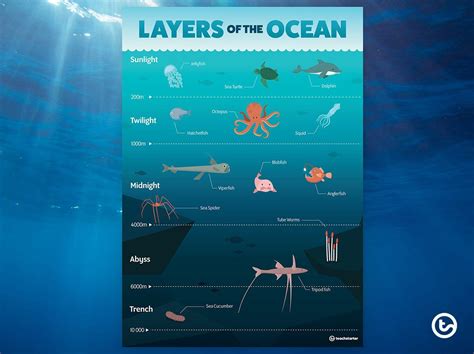 LAYERS OF THE OCEAN
Sunlight
Jellyfish
Sea Turtle
Dolphin
200m
Twilight
Hatchetfish
Octopus
Squid
1000m
Viperfish
Blobfish
Anglerfish
Midnight
Sea Spider
Tube Worms
4000m
Abyss
Tripod fish
6000m
Trench
Sea Cucumber
10 000
teachstarter